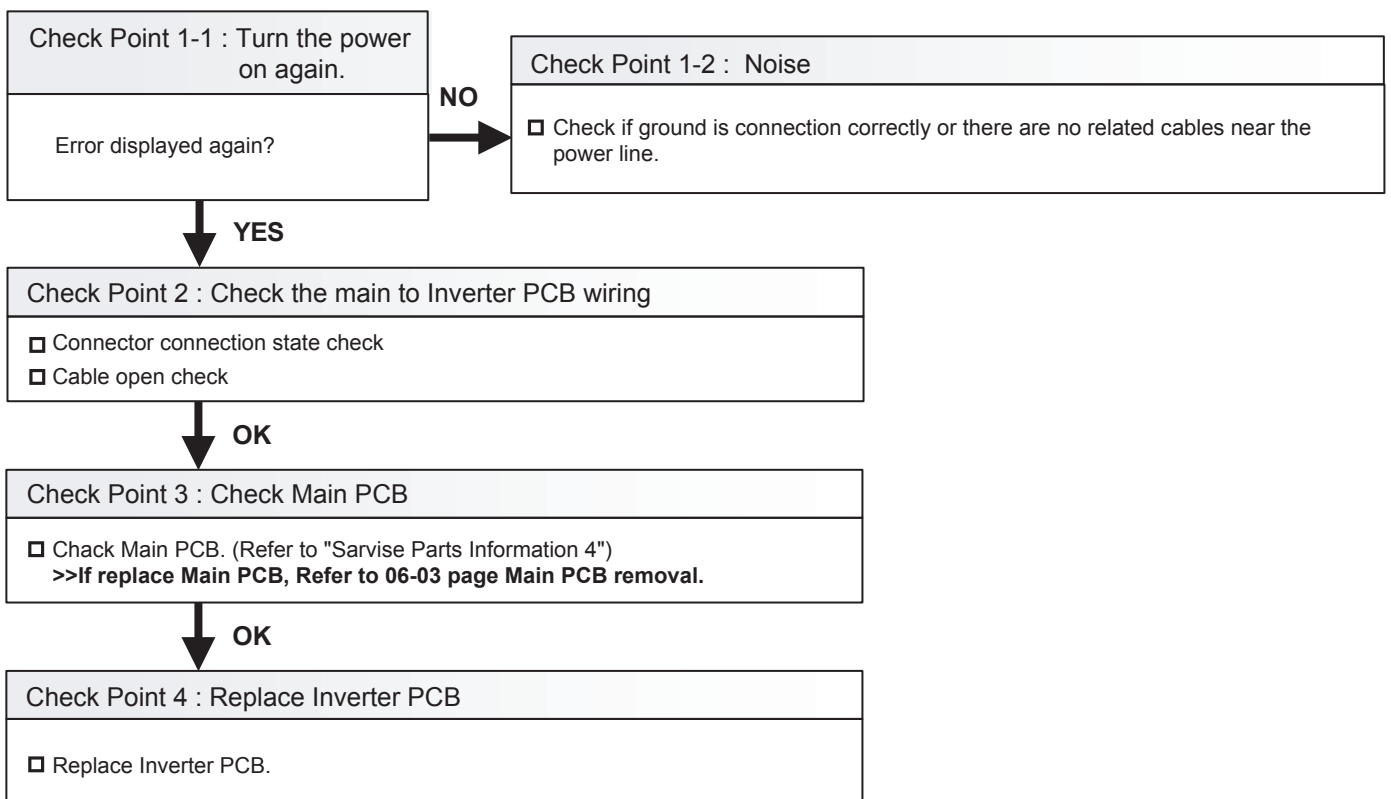 Check Point 1-1 : Turn the power
on again.
Error displayed again?
NO
Check Point 1-2 : Noise
Check if ground is connection correctly or there are no related cables near the
power line.
YES
Check Point 2 : Check the main to Inverter PCB wiring
Connector connection state check
Cable open check
OK
Check Point 3 : Check Main PCB
Chack Main PCB. (Refer to "Sarvise Parts Information 4")
>>If replace Main PCB, Refer to 06-03 page Main PCB removal.
OK
Check Point 4 : Replace Inverter PCB
Replace Inverter PCB.